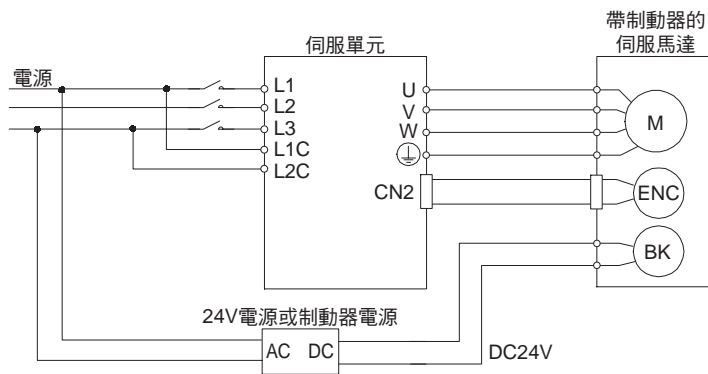 帶制動器的
伺服馬達
伺服單元
電源
L1
L2
L3
L1C
L2C
U
V
W
CN2
M
ENC
BK
24V電源或制動器電源
AC DC
DC24V